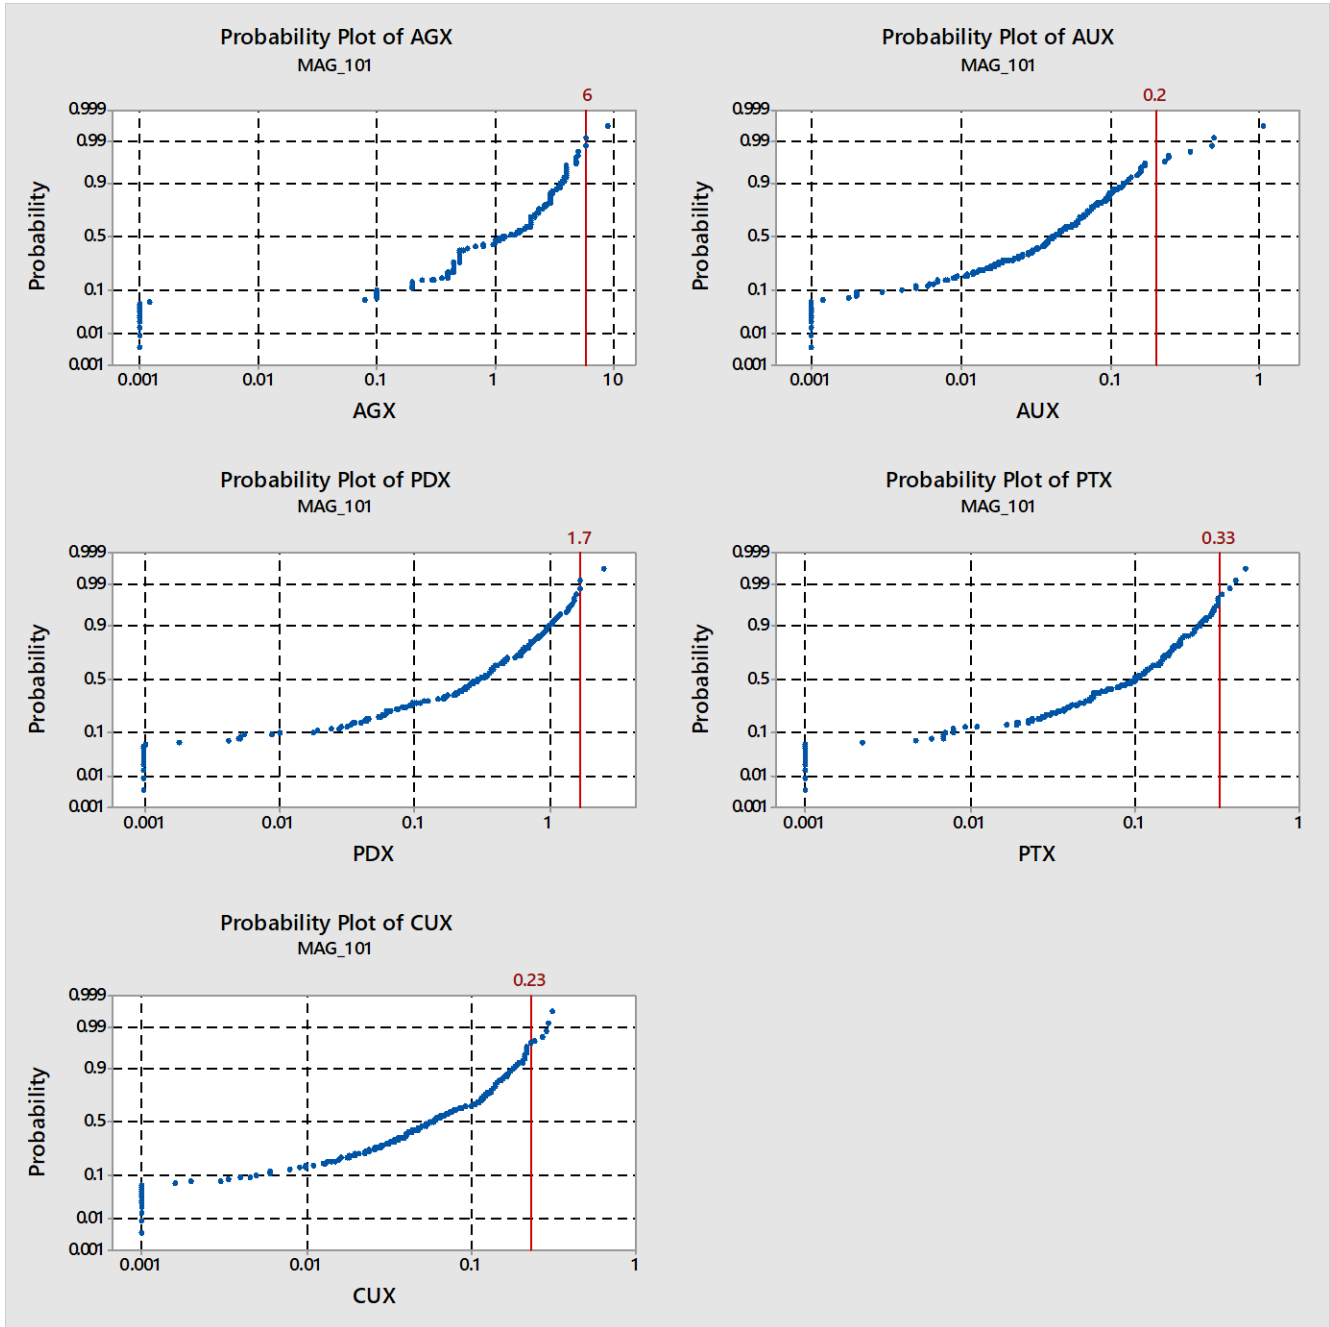 Probability Plot of AGX
MAG_101
6
0.999
0.99
0.9
0.5
0.1
0.01
0.001
Probability
0.001 0.01 0.1 1 10
AGX
Probability Plot of AUX
MAG_101
0.2
0.999
0.99
0.9
0.5
0.1
0.01
0.001
Probability
0.001 0.01 0.1 1
AUX
Probability Plot of PDX
MAG_101
1.7
0.999
0.99
0.9
0.5
0.1
0.01
0.001
Probability
0.001 0.01 0.1 1
PDX
Probability Plot of PTX
MAG_101
0.33
0.999
0.99
0.9
0.5
0.1
0.01
0.001
Probability
0.001 0.01 0.1 1
PTX
Probability Plot of CUX
MAG_101
0.23
0.999
0.99
0.9
0.5
0.1
0.01
0.001
Probability
0.001 0.01 0.1 1
CUX